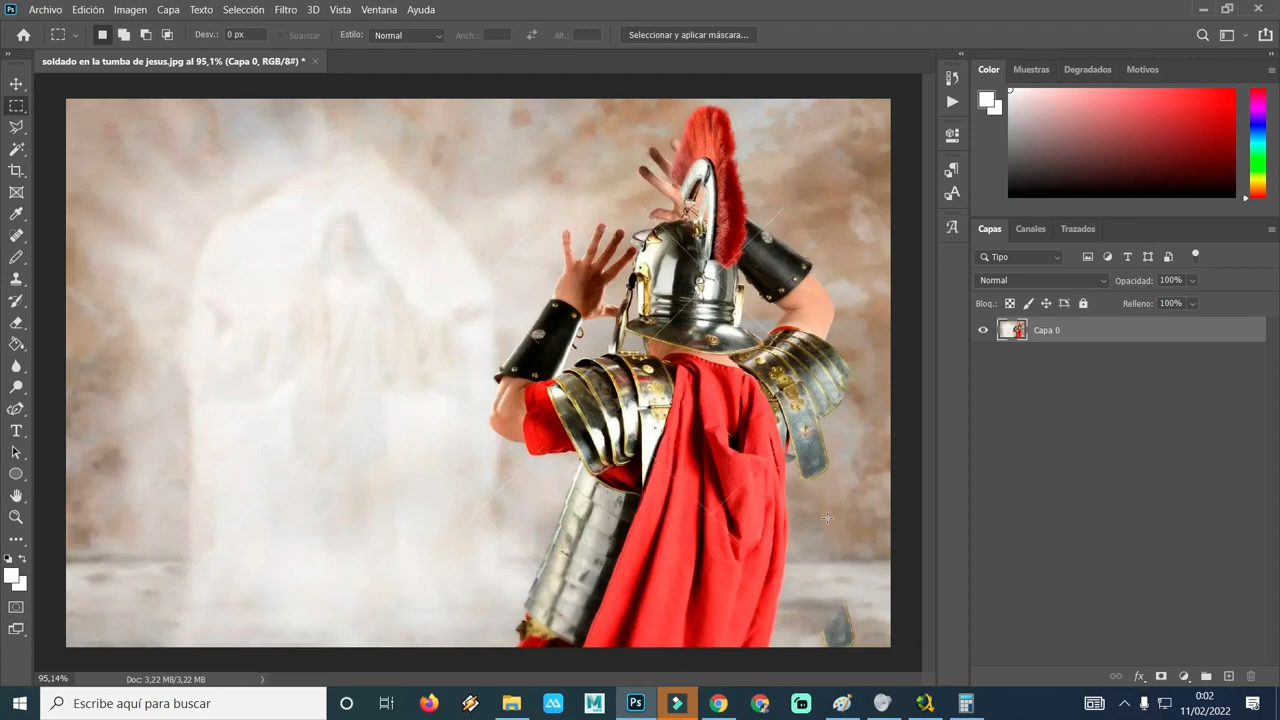 Ps Archivo Edición Imagen Capa Texto Selección Filtro 3D Vista Ventana Ayuda
Desv.: 0 px Suavizar Estilo: Normal Anch.: Alt.: Seleccionar y aplicar máscara...
soldado en la tumba de jesus.jpg al 95,1% (Capa 0, RGB/8#) * ×
Color Muestras Degradados Motivos
Capas Canales Trazados
Tipo
Normal Opacidad: 100%
Bloq.: Relleno: 100%
Capa 0
95,14% Doc: 3,22 MB/3,22 MB
fx
Escribe aquí para buscar
Ps
0:02
11/02/2022